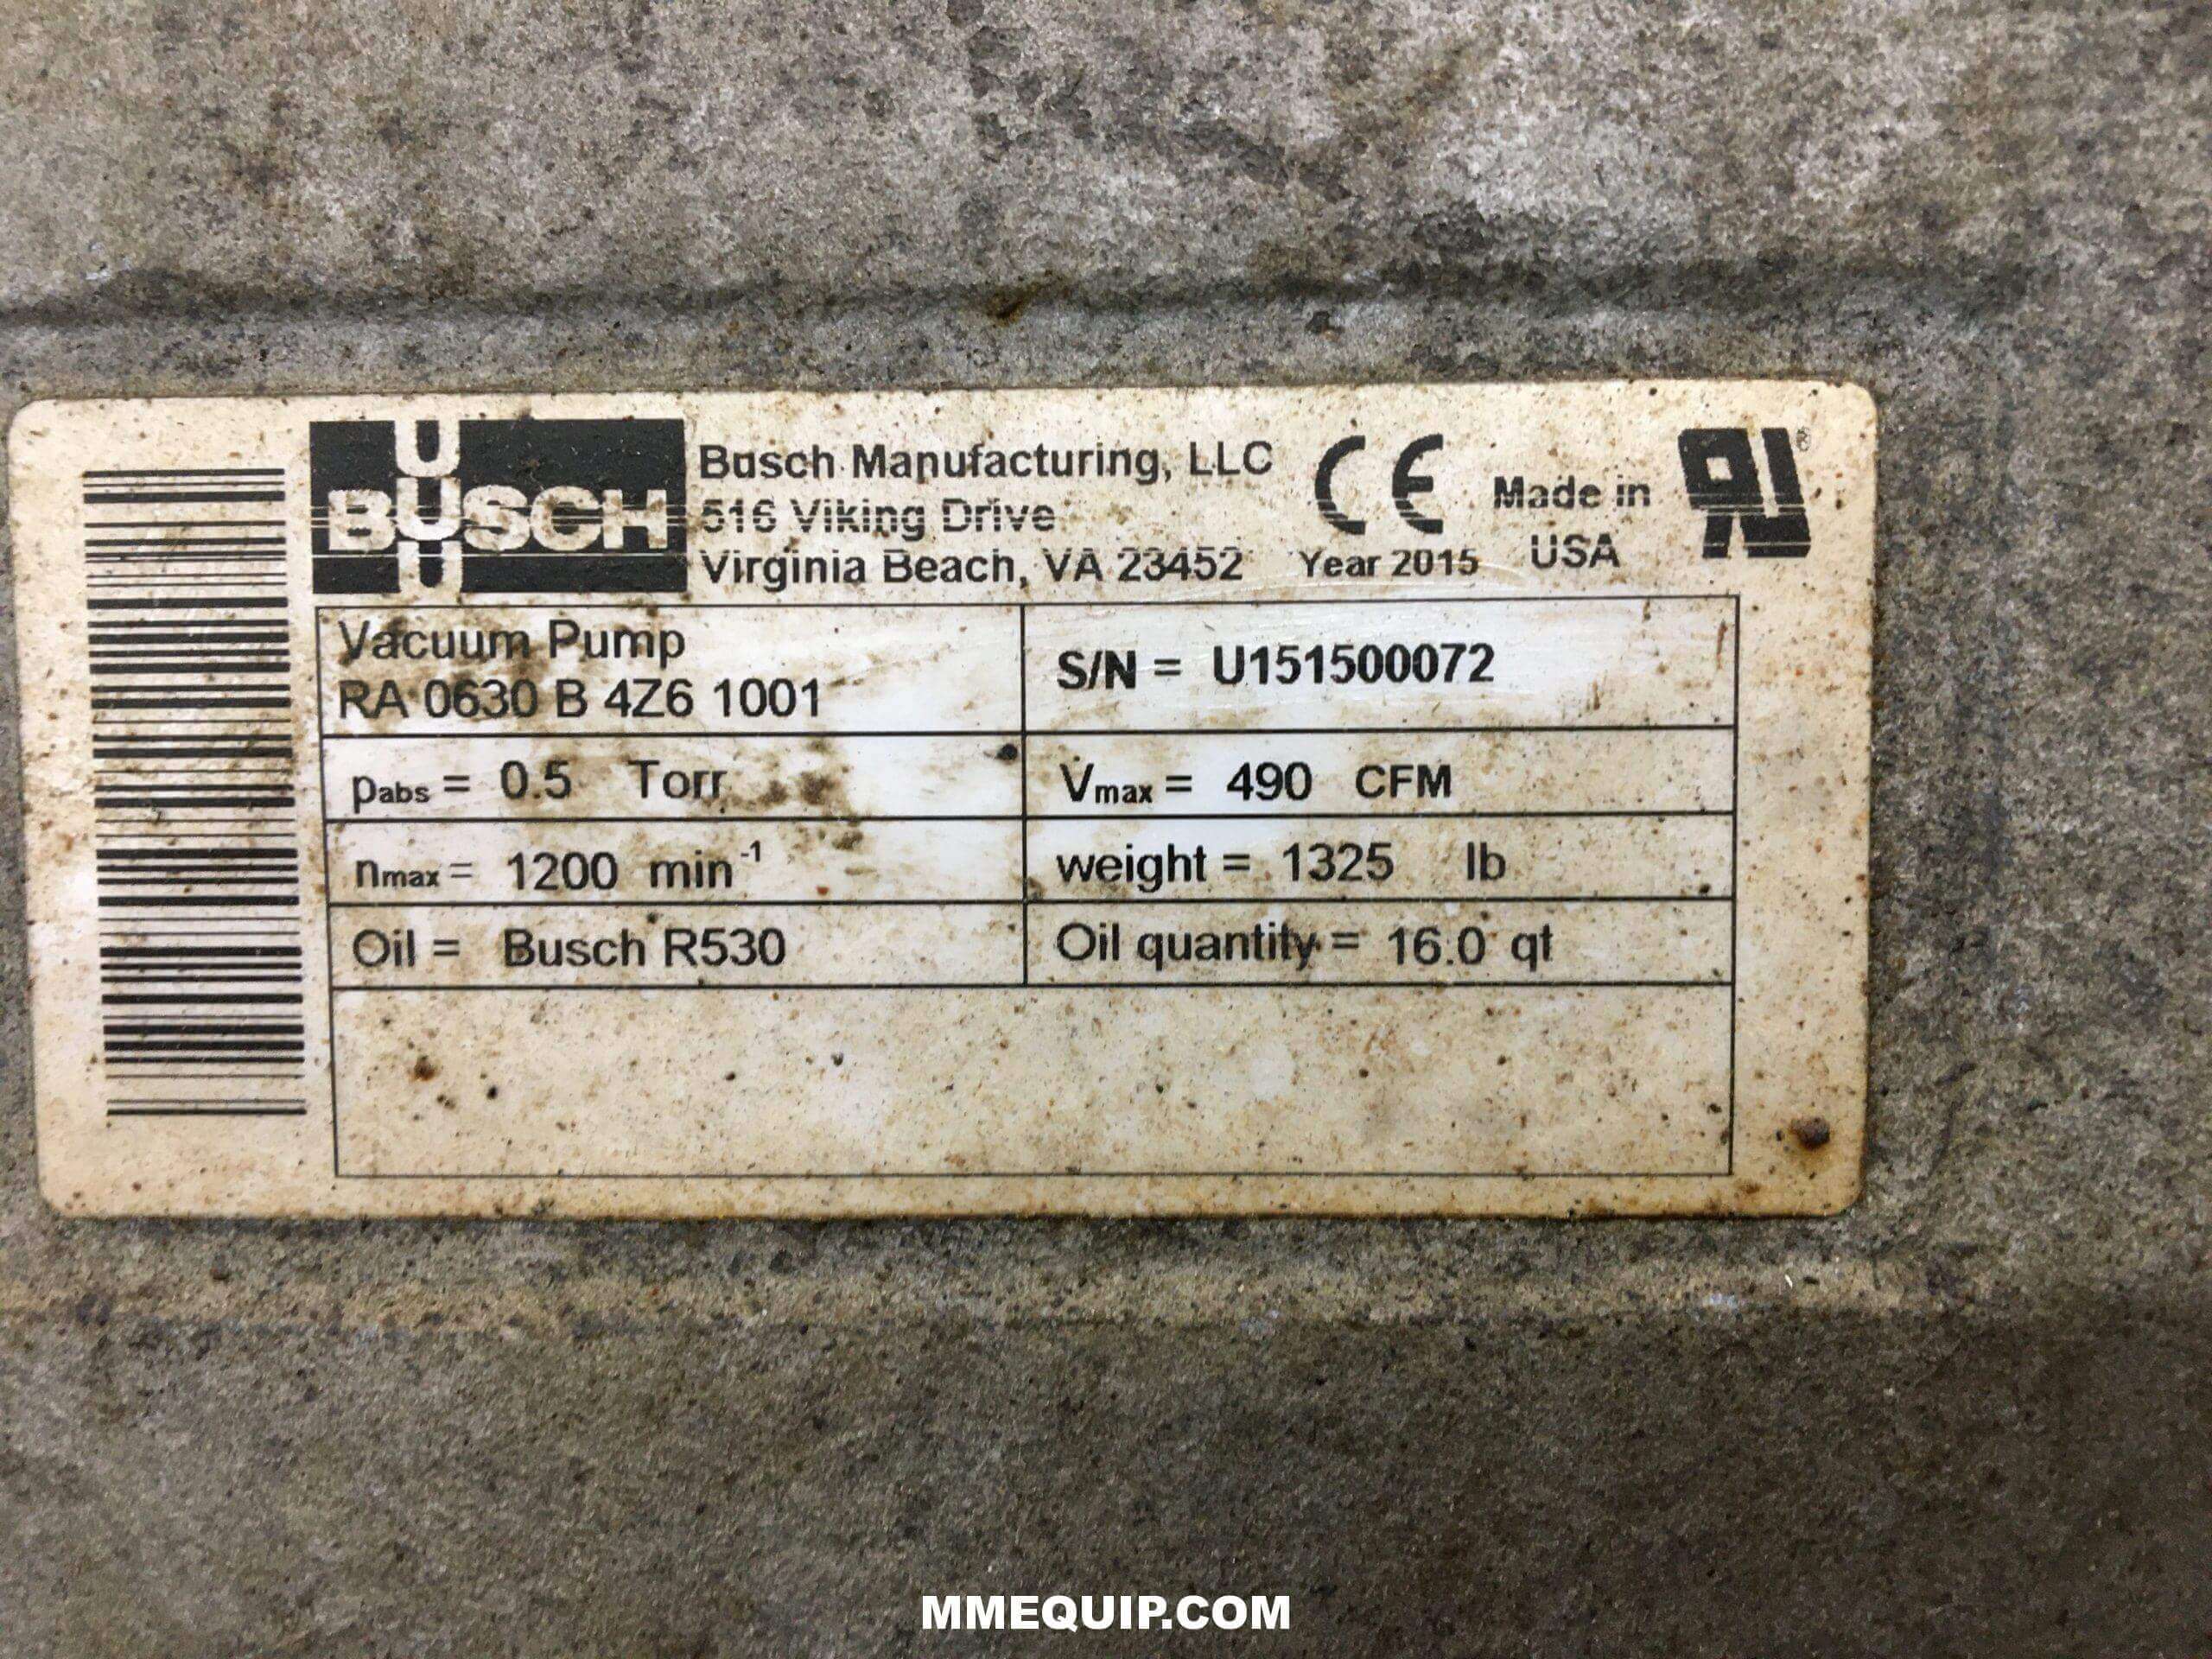 BUSCH
Busch Manufacturing, LLC
516 Viking Drive
Virginia Beach, VA 23452
CE
Year 2015
Made in
USA
Vacuum Pump
RA 0630 B 4Z6 1001
S/N = U151500072
pabs = 0.5 Torr
Vmax = 490 CFM
nmax = 1200 min-1
weight = 1325 lb
Oil = Busch R530
Oil quantity = 16.0 qt
MMEQUIP.COM